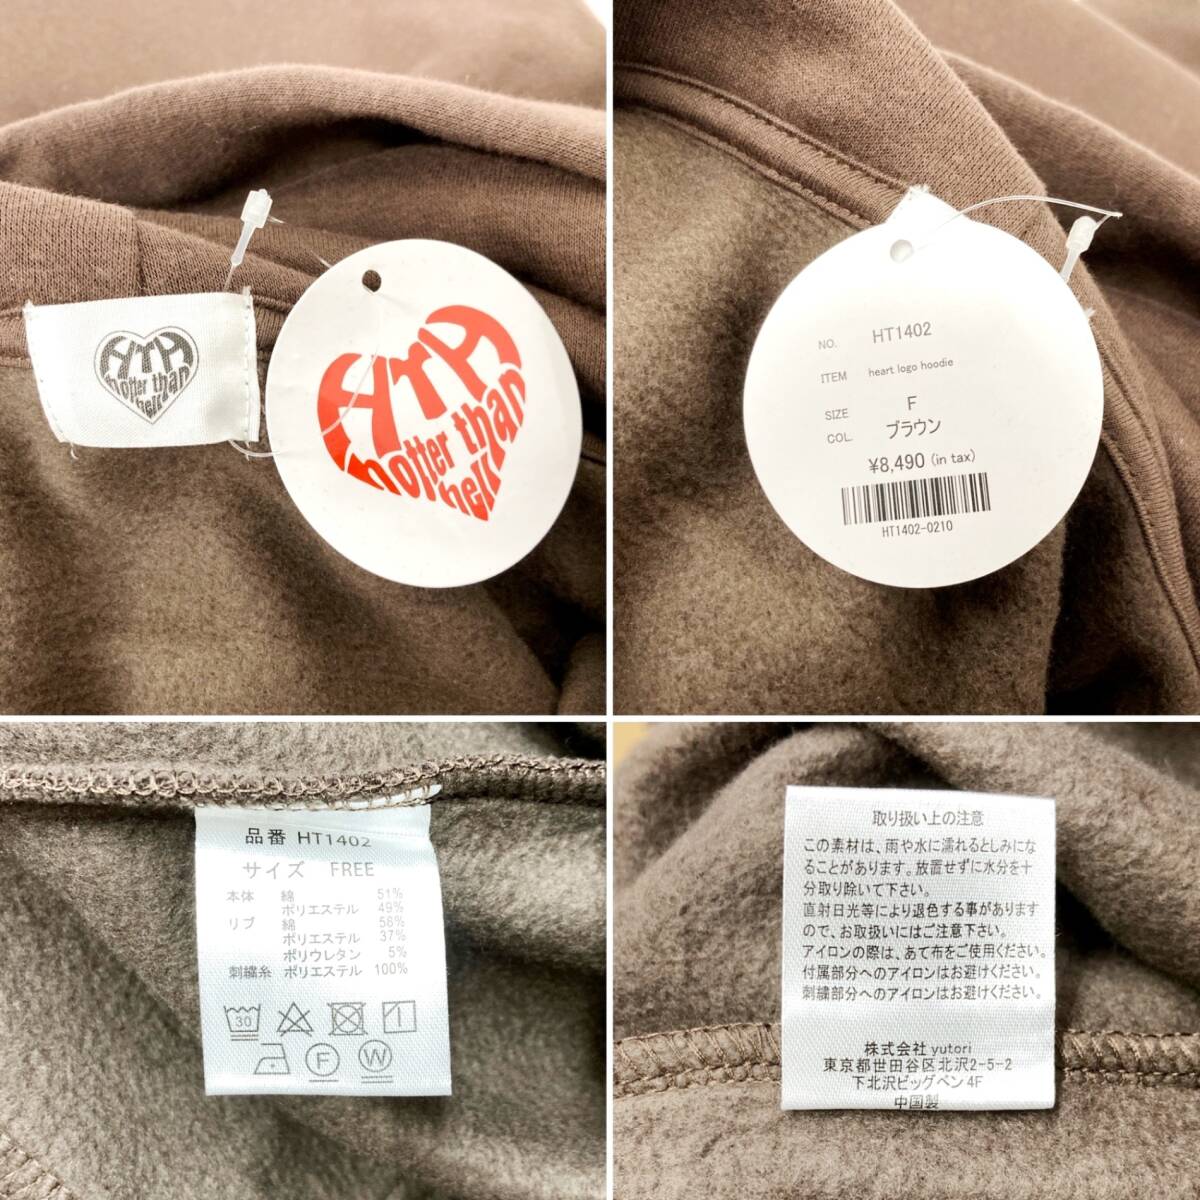 HTH
hotter than
hell
HTH
hotter than
hell
NO. HT1402
ITEM heart logo hoodie
SIZE F
COL. ブラウン
¥8,490 (in tax)
HT1402-0210
品番 HT1402
サイズ FREE
本体 綿 51%
ポリエステル 49%
リブ 綿 58%
ポリエステル 37%
ポリウレタン 5%
刺繍糸 ポリエステル 100%
30
F
W
取り扱い上の注意
この素材は、雨や水に濡れるとしみにな
ることがあります。放置せずに水分を十
分取り除いて下さい。
直射日光等により退色する事があります
ので、お取扱いにはご注意下さい。
アイロンの際は、あて布をご使用ください。
付属部分へのアイロンはお避けください。
刺繍部分へのアイロンはお避けください。
株式会社 yutori
東京都世田谷区北沢2-5-2
下北沢ビッグベン4F
中国製